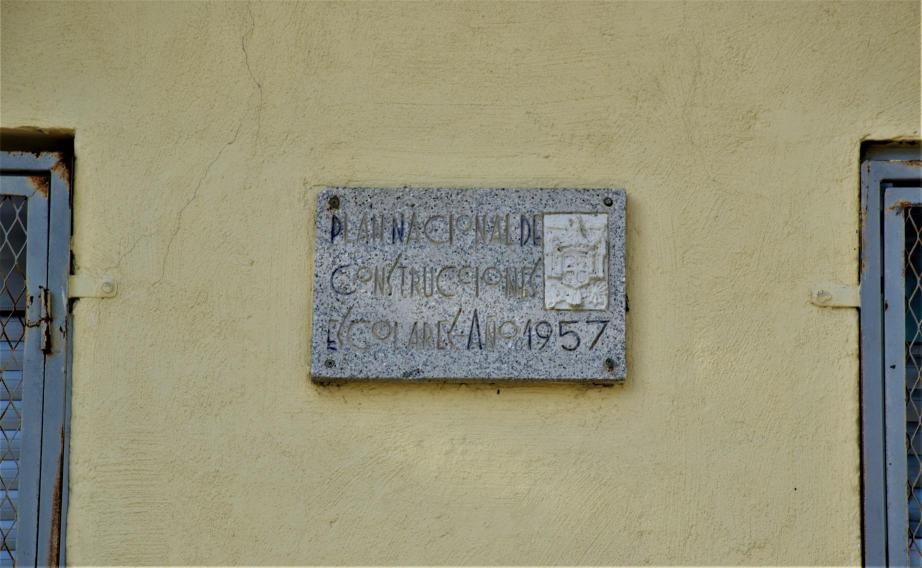 PLAN NACIONAL DE
CONSTRUCCIONES
ESCOLARES-AÑO 1957